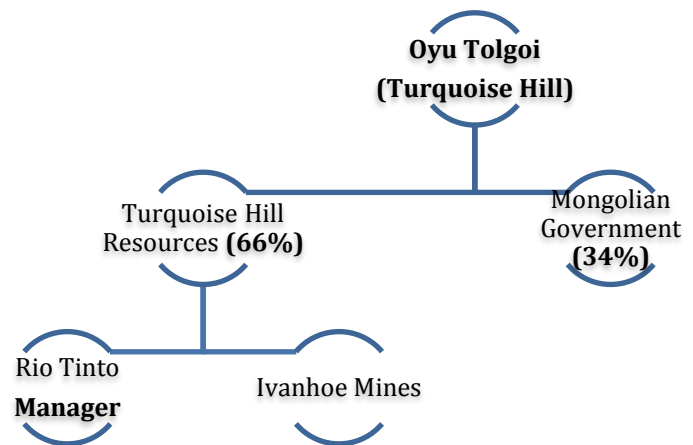 Oyu Tolgoi
(Turquoise Hill)
Turquoise Hill
Resources (66%)
Mongolian
Government
(34%)
Rio Tinto
Manager
Ivanhoe Mines